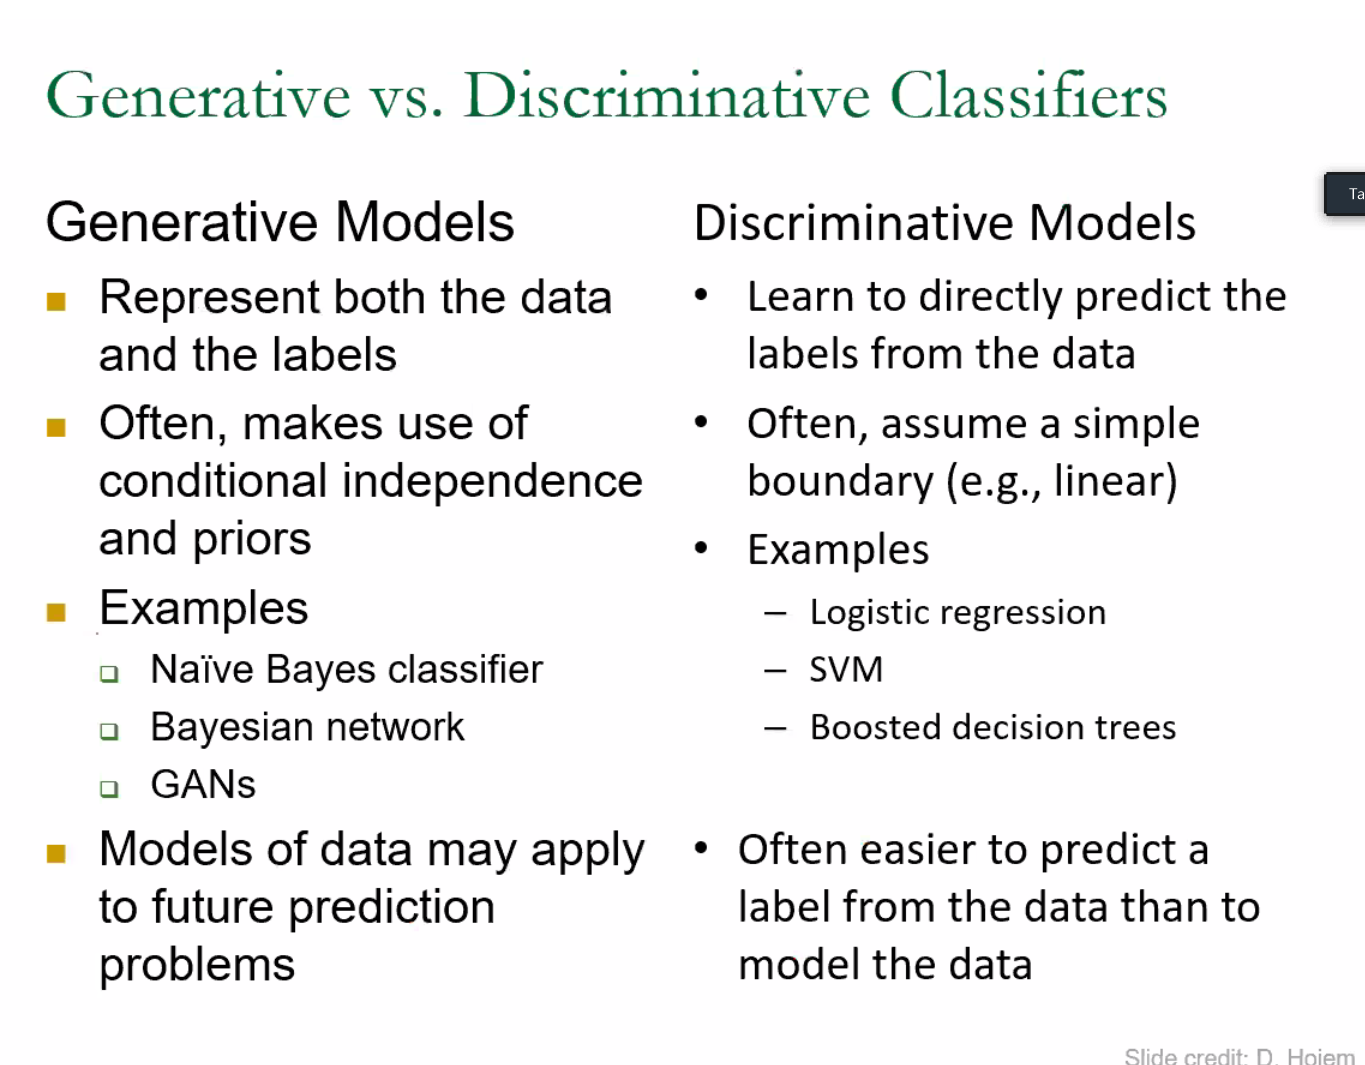 Generative vs. Discriminative Classifiers
Generative Models
Represent both the data
and the labels
Often, makes use of
conditional independence
and priors
Examples
Naïve Bayes classifier
Bayesian network
GANs
Models of data may apply
to future prediction
problems
Discriminative Models
Learn to directly predict the
labels from the data
Often, assume a simple
boundary (e.g., linear)
Examples
– Logistic regression
– SVM
– Boosted decision trees
Often easier to predict a
label from the data than to
model the data
Slide credit: D. Hoiem